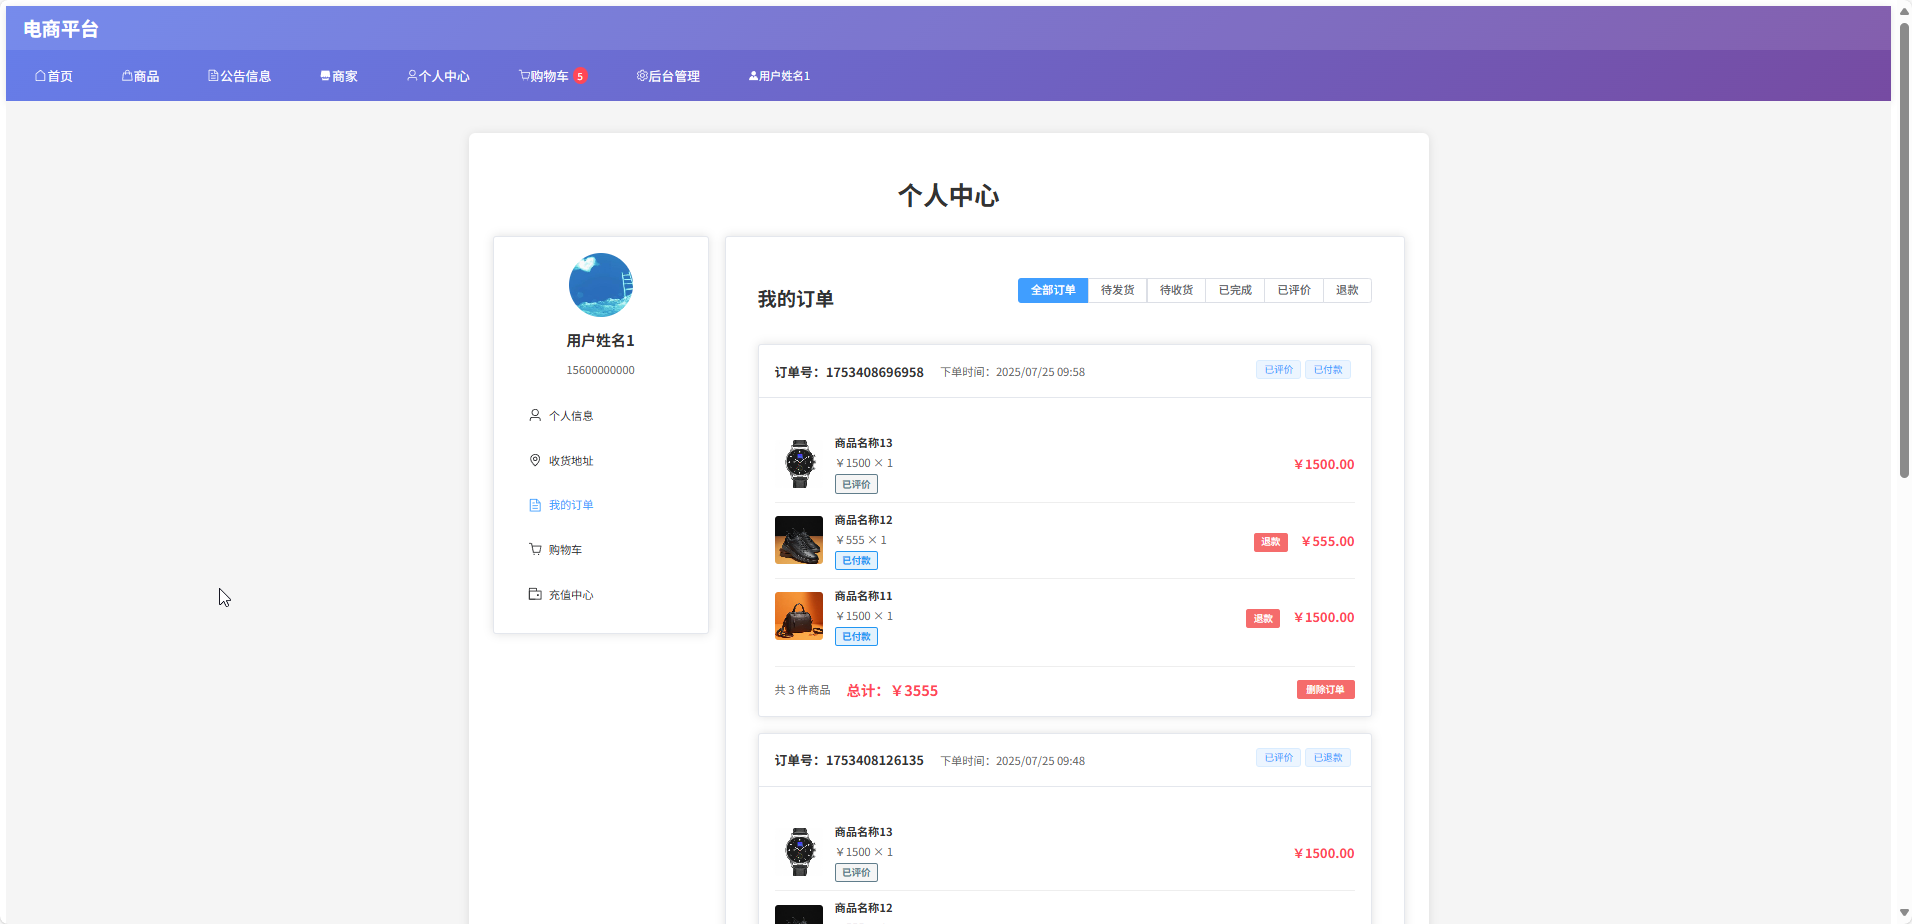 电商平台
首页 商品 公告信息 商家 个人中心 购物车 5 后台管理 用户姓名1
个人中心
用户姓名1
15600000000
个人信息
收货地址
我的订单
购物车
充值中心
我的订单
全部订单 待发货 待收货 已完成 已评价 退款
订单号：1753408696958 下单时间：2025/07/25 09:58 已评价 已付款
商品名称13
￥1500 × 1
已评价
￥1500.00
商品名称12
￥555 × 1
已付款
退款 ￥555.00
商品名称11
￥1500 × 1
已付款
退款 ￥1500.00
共 3 件商品 总计：￥3555 删除订单
订单号：1753408126135 下单时间：2025/07/25 09:48 已评价 已退款
商品名称13
￥1500 × 1
已评价
￥1500.00
商品名称12